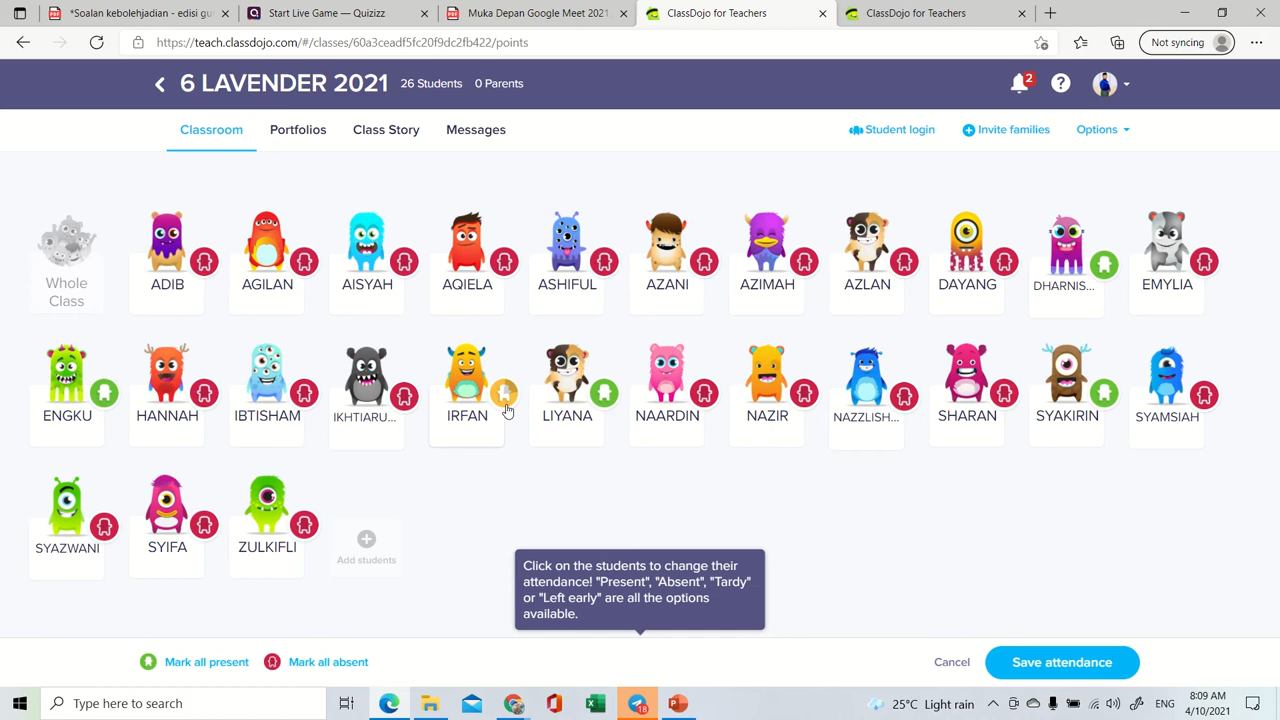 *Soalan kebolehjadian - edisi gu
Start Live Game — Quizizz
Muka Depan Google Meet 2021
ClassDojo for Teachers
ClassDojo for Teachers
https://teach.classdojo.com/#/classes/60a3ceadf5fc20f9dc2fb422/points
Not syncing
6 LAVENDER 2021
26 Students
0 Parents
2
Classroom
Portfolios
Class Story
Messages
Student login
Invite families
Options
Whole
Class
ADIB
AGILAN
AISYAH
AQIELA
ASHIFUL
AZANI
AZIMAH
AZLAN
DAYANG
DHARNIS...
EMYLIA
ENGKU
HANNAH
IBTISHAM
IKHTIARU...
IRFAN
LIYANA
NAARDIN
NAZIR
NAZZLISH...
SHARAN
SYAKIRIN
SYAMSIAH
SYAZWANI
SYIFA
ZULKIFLI
Add students
Click on the students to change their
attendance! "Present", "Absent", "Tardy"
or "Left early" are all the options
available.
Mark all present
Mark all absent
Cancel
Save attendance
Type here to search
18
25°C Light rain
ENG
8:09 AM
4/10/2021